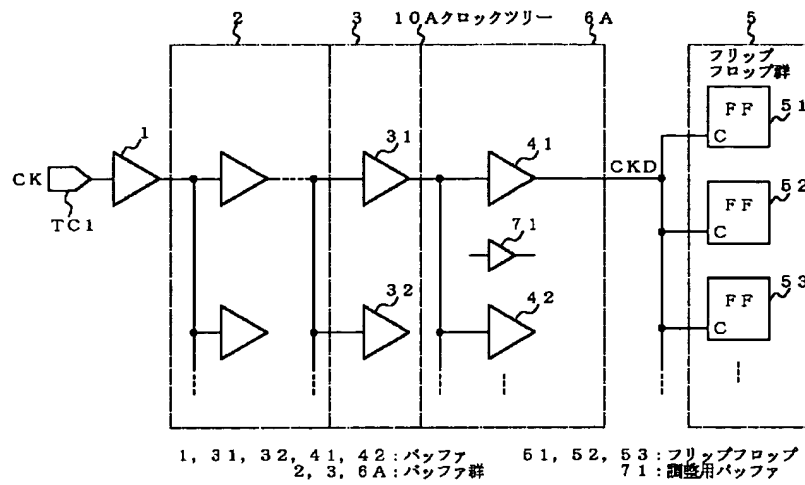 2
3
10Aクロックツリー
6A
5
フリップ
フロップ群
1
31
41
FF
C
51
CK
TC1
CKD
71
FF
C
52
32
42
FF
C
53
1, 31, 32, 41, 42:バッファ
51, 52, 53:フリップフロップ
2, 3, 6A:バッファ群
71:調整用バッファ